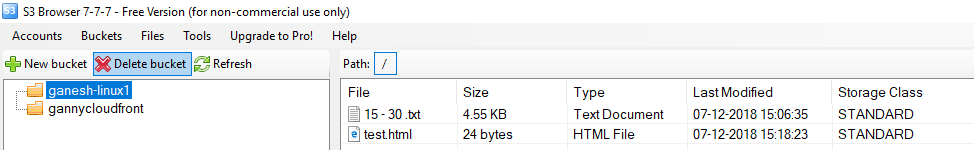 S3 S3 Browser 7-7-7 - Free Version (for non-commercial use only)
Accounts Buckets Files Tools Upgrade to Pro! Help
New bucket Delete bucket Refresh Path: /
ganesh-linux1
gannycloudfront
File Size Type Last Modified Storage Class
15 - 30 .txt 4.55 KB Text Document 07-12-2018 15:06:35 STANDARD
test.html 24 bytes HTML File 07-12-2018 15:18:23 STANDARD